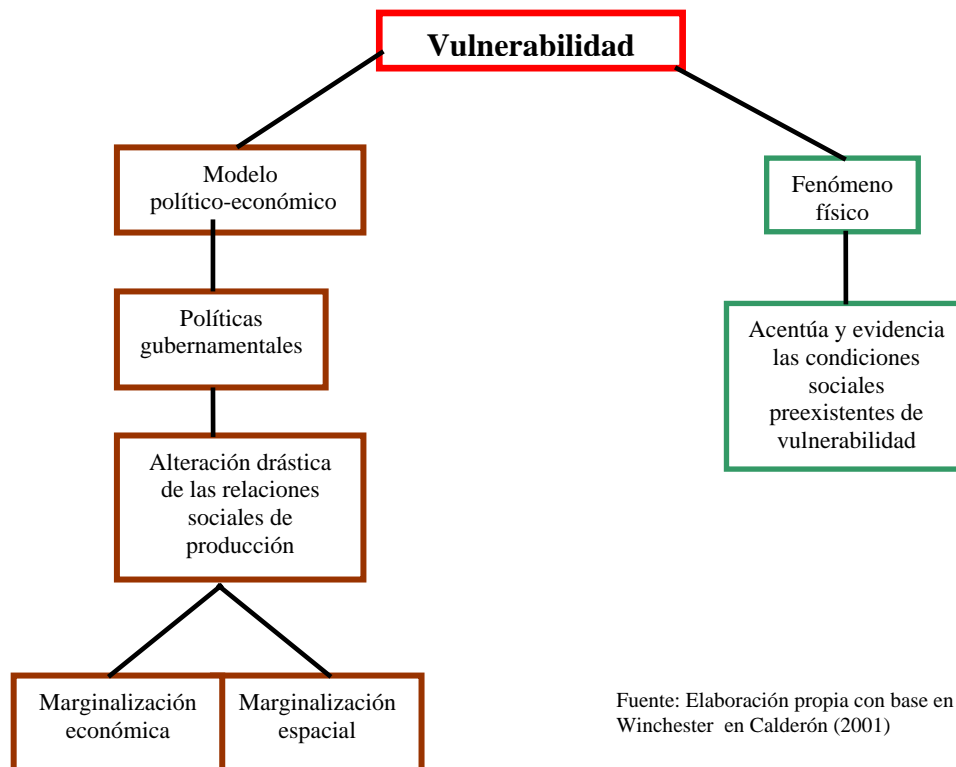 Vulnerabilidad
Modelo
político-económico
Fenómeno
físico
Políticas
gubernamentales
Acentúa y evidencia
las condiciones
sociales
preexistentes de
vulnerabilidad
Alteración drástica
de las relaciones
sociales de
producción
Marginalización
económica
Marginalización
espacial
Fuente: Elaboración propia con base en
Winchester en Calderón (2001)